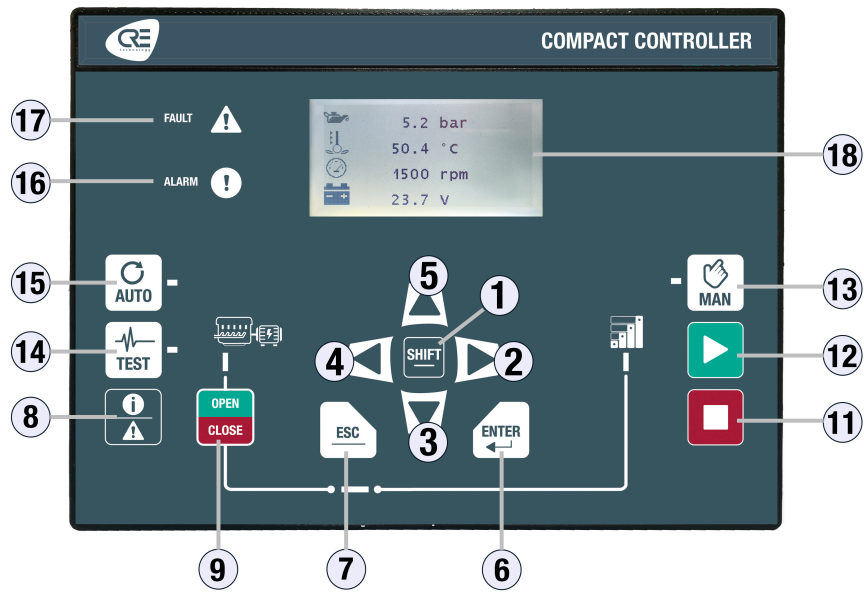 CRE
technology
COMPACT CONTROLLER
17
FAULT
16
ALARM
5.2 bar
50.4 °C
1500 rpm
23.7 V
18
15
AUTO
14
TEST
8
5
1
4
SHIFT
2
3
13
MAN
12
11
OPEN
CLOSE
ESC
ENTER
9
7
6